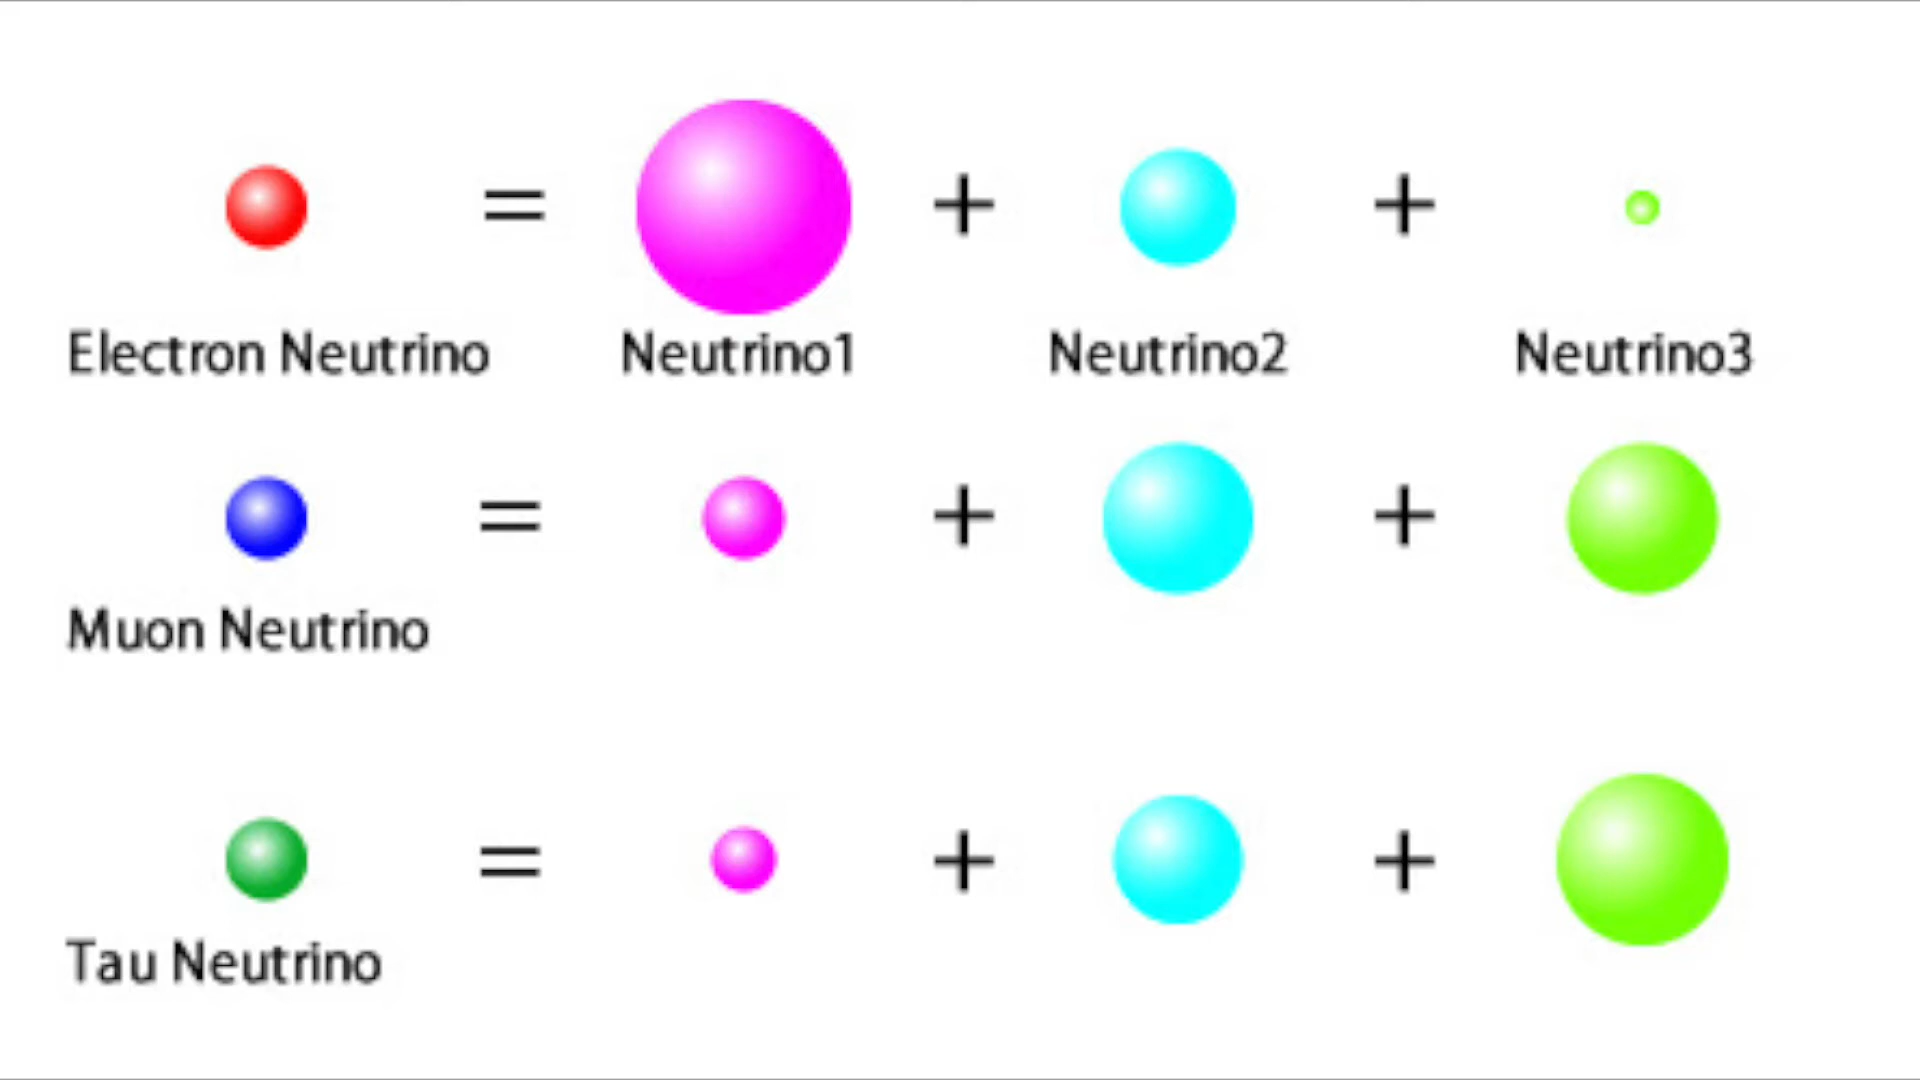 = + +
Electron Neutrino Neutrino1 Neutrino2 Neutrino3
= + +
Muon Neutrino
= + +
Tau Neutrino